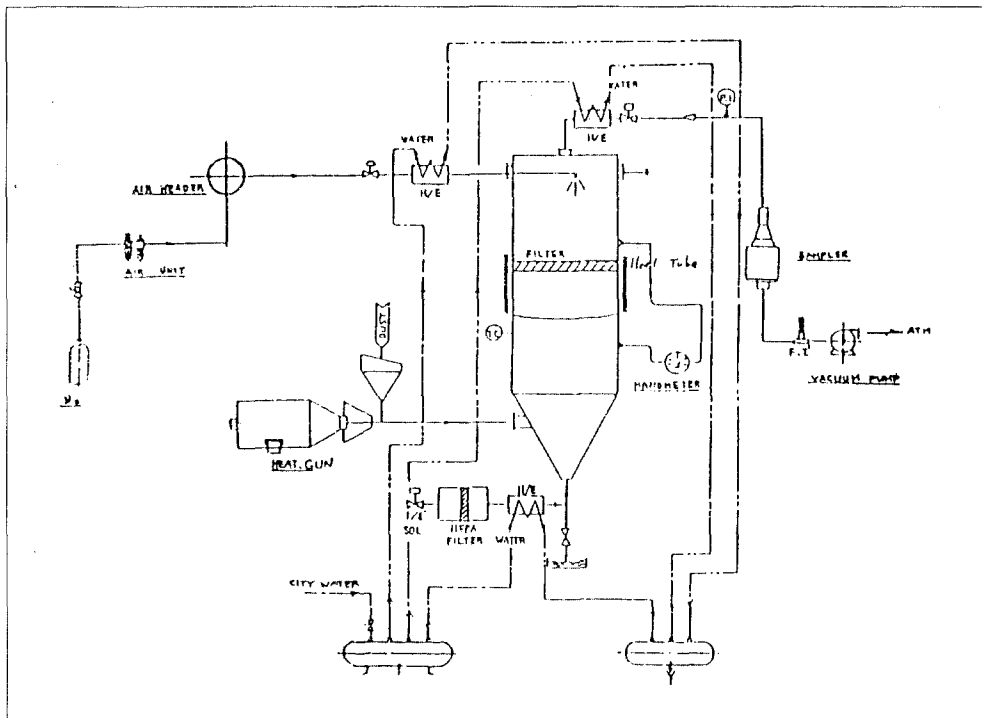 WATER
H/E
P.I
WATER
H/E
AIR HEADER
FILTER
Heat Tube
SAMPLER
AIR UNIT
DUST
T.C
ATM
F.I
MANOMETER
VACUUM PUMP
N2
HEAT GUN
H/E
SOL
HEPA
FILTER
WATER
CITY WATER